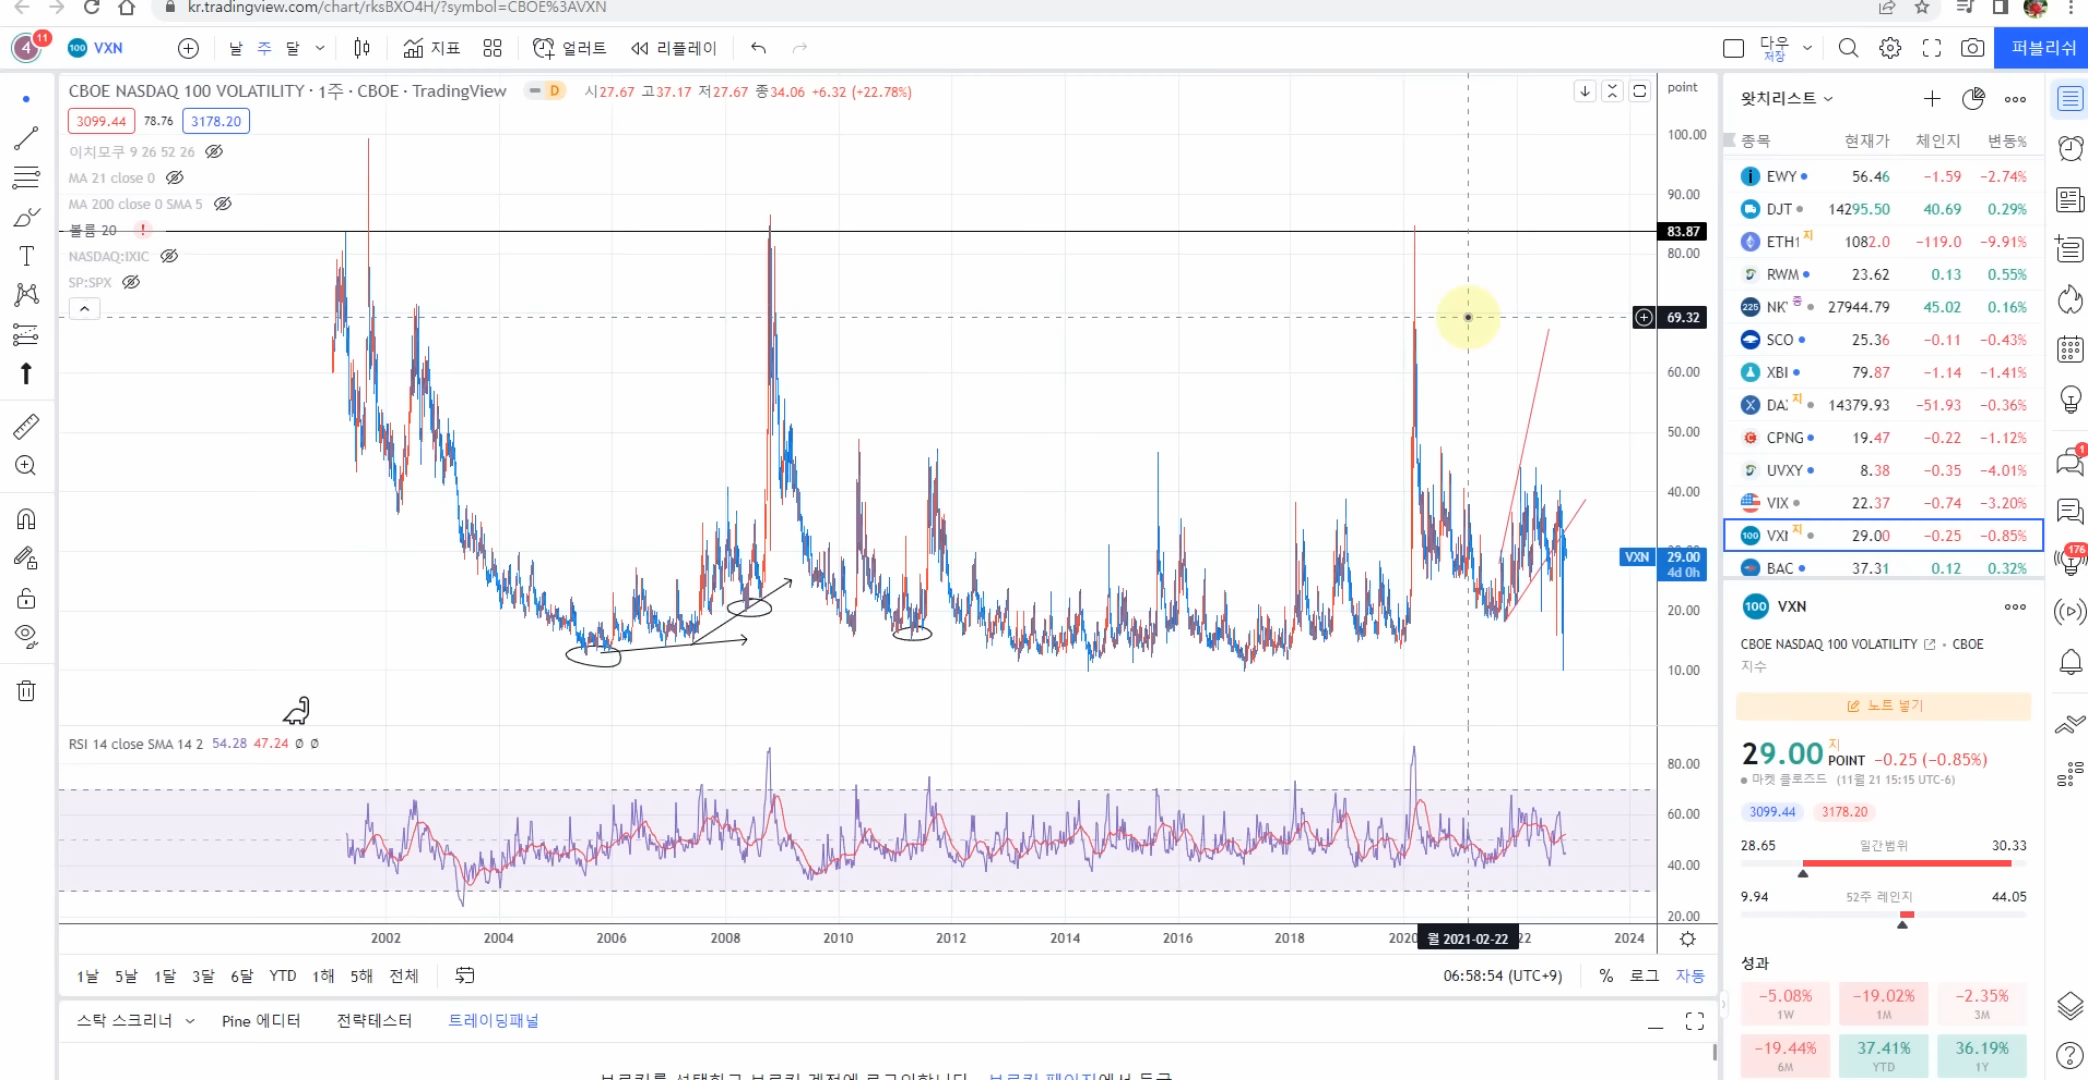 kr.tradingview.com/chart/rksBXO4H/?symbol=CBOE%3AVXN
4 11 100 VXN 날 주 달 지표 얼러트 리플레이 다우 저장 퍼블리쉬
CBOE NASDAQ 100 VOLATILITY · 1주 · CBOE · TradingView D 시27.67 고37.17 저27.67 종34.06 +6.32 (+22.78%)
3099.44 78.76 3178.20
이치모쿠 9 26 52 26
MA 21 close 0
MA 200 close 0 SMA 5
볼륨 20 !
NASDAQ:IXIC
SP:SPX
point
100.00
90.00
83.87
80.00
69.32
60.00
50.00
40.00
VXN 29.00
4d 0h
20.00
10.00
RSI 14 close SMA 14 2 54.28 47.24 Ø Ø
80.00
60.00
40.00
20.00
2002 2004 2006 2008 2010 2012 2014 2016 2018 월 2021-02-22 2024
1날 5날 1달 3달 6달 YTD 1해 5해 전체 06:58:54 (UTC+9) % 로그 자동
스탁 스크리너 Pine 에디터 전략테스터 트레이딩패널
왓치리스트
종목 현재가 체인지 변동%
EWY 56.46 −1.59 −2.74%
DJT 14295.50 40.69 0.29%
ETH1 지 1082.0 −119.0 −9.91%
RWM 23.62 0.13 0.55%
225 NK 종 27944.79 45.02 0.16%
SCO 25.36 −0.11 −0.43%
XBI 79.87 −1.14 −1.41%
DA 지 14379.93 −51.93 −0.36%
CPNG 19.47 −0.22 −1.12%
UVXY 8.38 −0.35 −4.01%
VIX 22.37 −0.74 −3.20%
100 VXN 지 29.00 −0.25 −0.85%
BAC 37.31 0.12 0.32%
100 VXN
CBOE NASDAQ 100 VOLATILITY · CBOE
지수
노트 넣기
29.00 지 POINT −0.25 (−0.85%)
마켓 클로즈드 (11월 21 15:15 UTC-6)
3099.44 3178.20
28.65 일간범위 30.33
9.94 52주 레인지 44.05
성과
−5.08% −19.02% −2.35%
1W 1M 3M
−19.44% 37.41% 36.19%
6M YTD 1Y
1
176